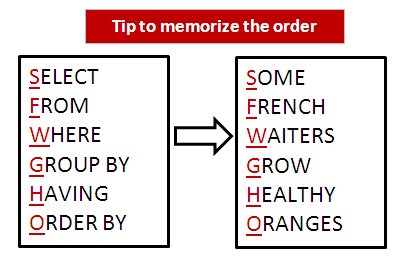 Tip to memorize the order
SELECT
FROM
WHERE
GROUP BY
HAVING
ORDER BY
SOME
FRENCH
WAITERS
GROW
HEALTHY
ORANGES